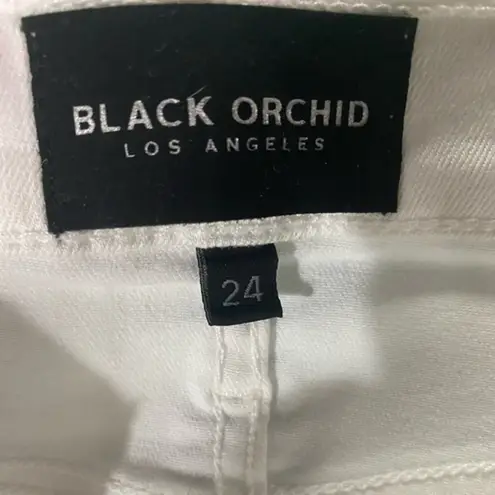 BLACK ORCHID
LOS ANGELES
24